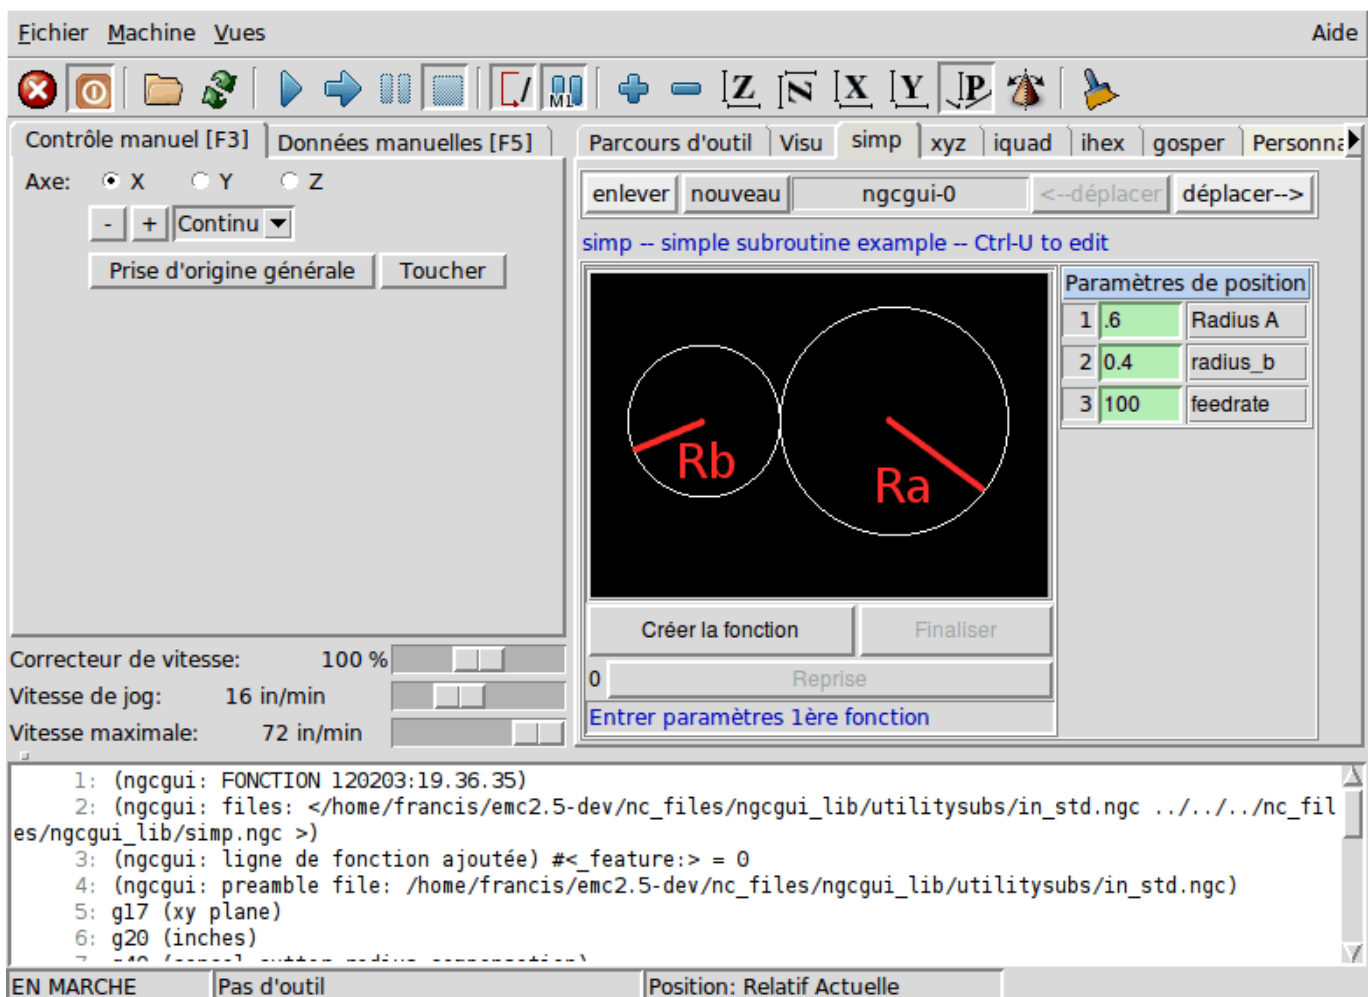 Fichier Machine Vues Aide
M1 Z N X Y P
Contrôle manuel [F3] Données manuelles [F5]
Axe: X Y Z
- + Continu
Prise d'origine générale Toucher
Parcours d'outil Visu simp xyz iquad ihex gosper Personna
enlever nouveau ngcgui-0 <--déplacer déplacer-->
simp -- simple subroutine example -- Ctrl-U to edit
Rb Ra
Paramètres de position
1 .6 Radius A
2 0.4 radius_b
3 100 feedrate
Créer la fonction Finaliser
0 Reprise
Entrer paramètres 1ère fonction
Correcteur de vitesse: 100 %
Vitesse de jog: 16 in/min
Vitesse maximale: 72 in/min
1: (ngcgui: FONCTION 120203:19.36.35)
2: (ngcgui: files: </home/francis/emc2.5-dev/nc_files/ngcgui_lib/utilitysubs/in_std.ngc ../../../nc_fil
es/ngcgui_lib/simp.ngc >)
3: (ngcgui: ligne de fonction ajoutée) #<_feature:> = 0
4: (ngcgui: preamble file: /home/francis/emc2.5-dev/nc_files/ngcgui_lib/utilitysubs/in_std.ngc)
5: g17 (xy plane)
6: g20 (inches)
EN MARCHE Pas d'outil Position: Relatif Actuelle